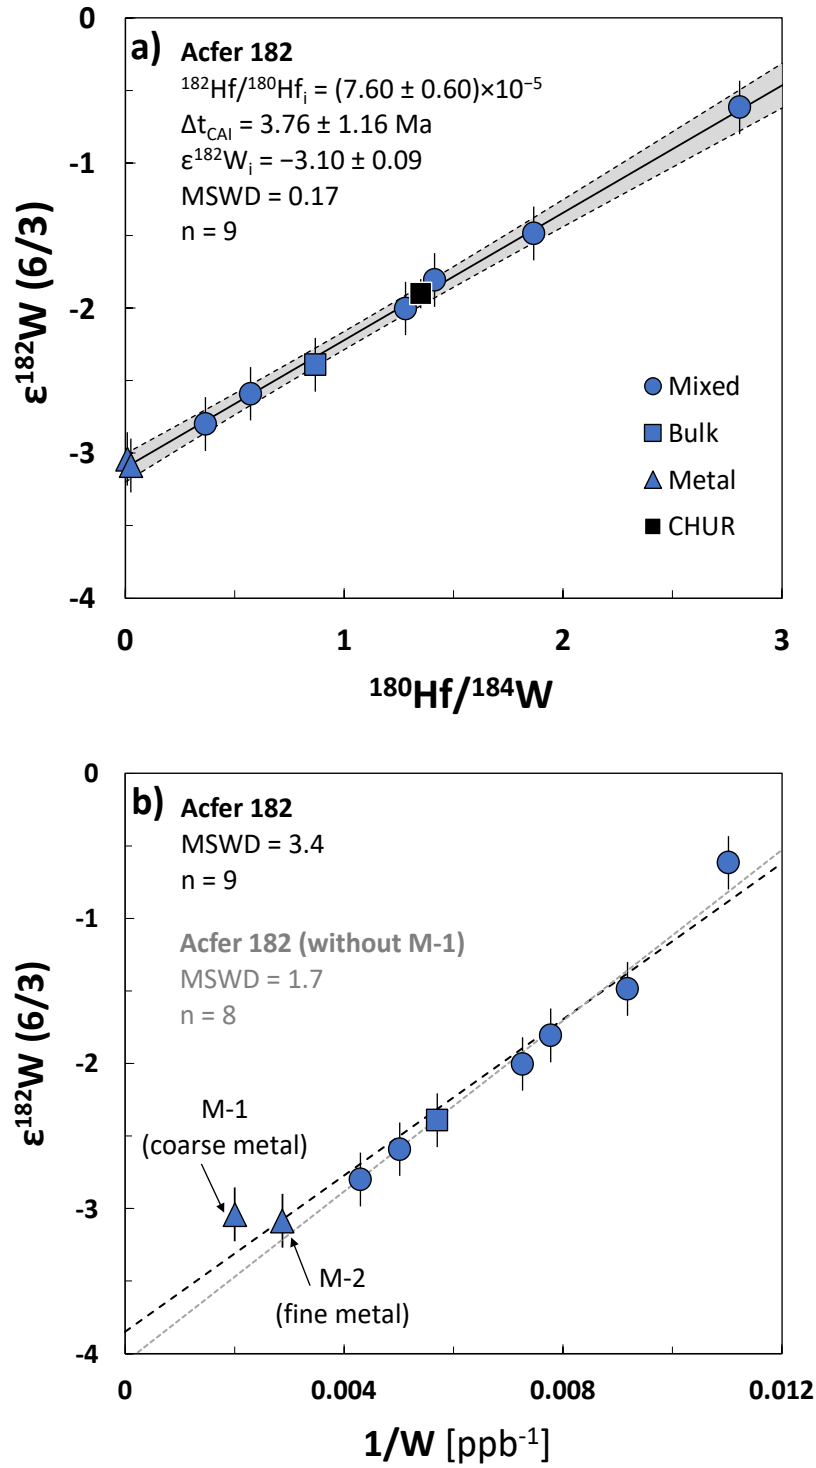 0
a) Acfer 182
¹⁸²Hf/¹⁸⁰Hfᵢ = (7.60 ± 0.60)×10⁻⁵
Δt_CAI = 3.76 ± 1.16 Ma
ε¹⁸²Wᵢ = −3.10 ± 0.09
MSWD = 0.17
n = 9
-1
-2
-3
-4
ε¹⁸²W (6/3)
Mixed
Bulk
Metal
CHUR
0 1 2 3
¹⁸⁰Hf/¹⁸⁴W
0
b) Acfer 182
MSWD = 3.4
n = 9
Acfer 182 (without M-1)
MSWD = 1.7
n = 8
-1
-2
-3
-4
ε¹⁸²W (6/3)
M-1
(coarse metal)
M-2
(fine metal)
0 0.004 0.008 0.012
1/W [ppb⁻¹]